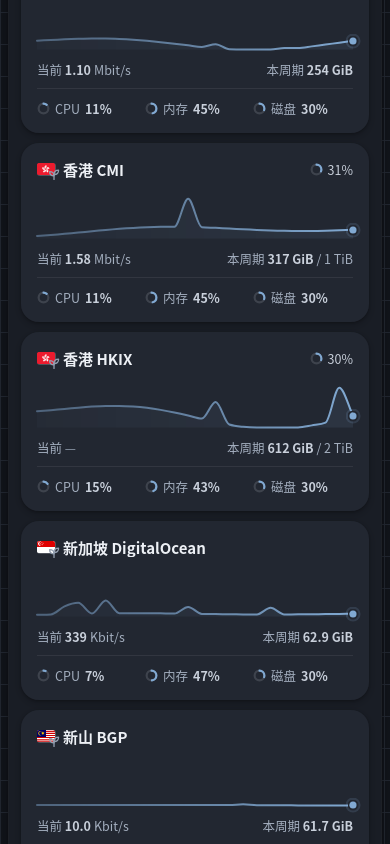 当前 1.10 Mbit/s 本周期 254 GiB
CPU 11% 内存 45% 磁盘 30%
香港 CMI 31%
当前 1.58 Mbit/s 本周期 317 GiB / 1 TiB
CPU 11% 内存 45% 磁盘 30%
香港 HKIX 30%
当前 — 本周期 612 GiB / 2 TiB
CPU 15% 内存 43% 磁盘 30%
新加坡 DigitalOcean
当前 339 Kbit/s 本周期 62.9 GiB
CPU 7% 内存 47% 磁盘 30%
新山 BGP
当前 10.0 Kbit/s 本周期 61.7 GiB